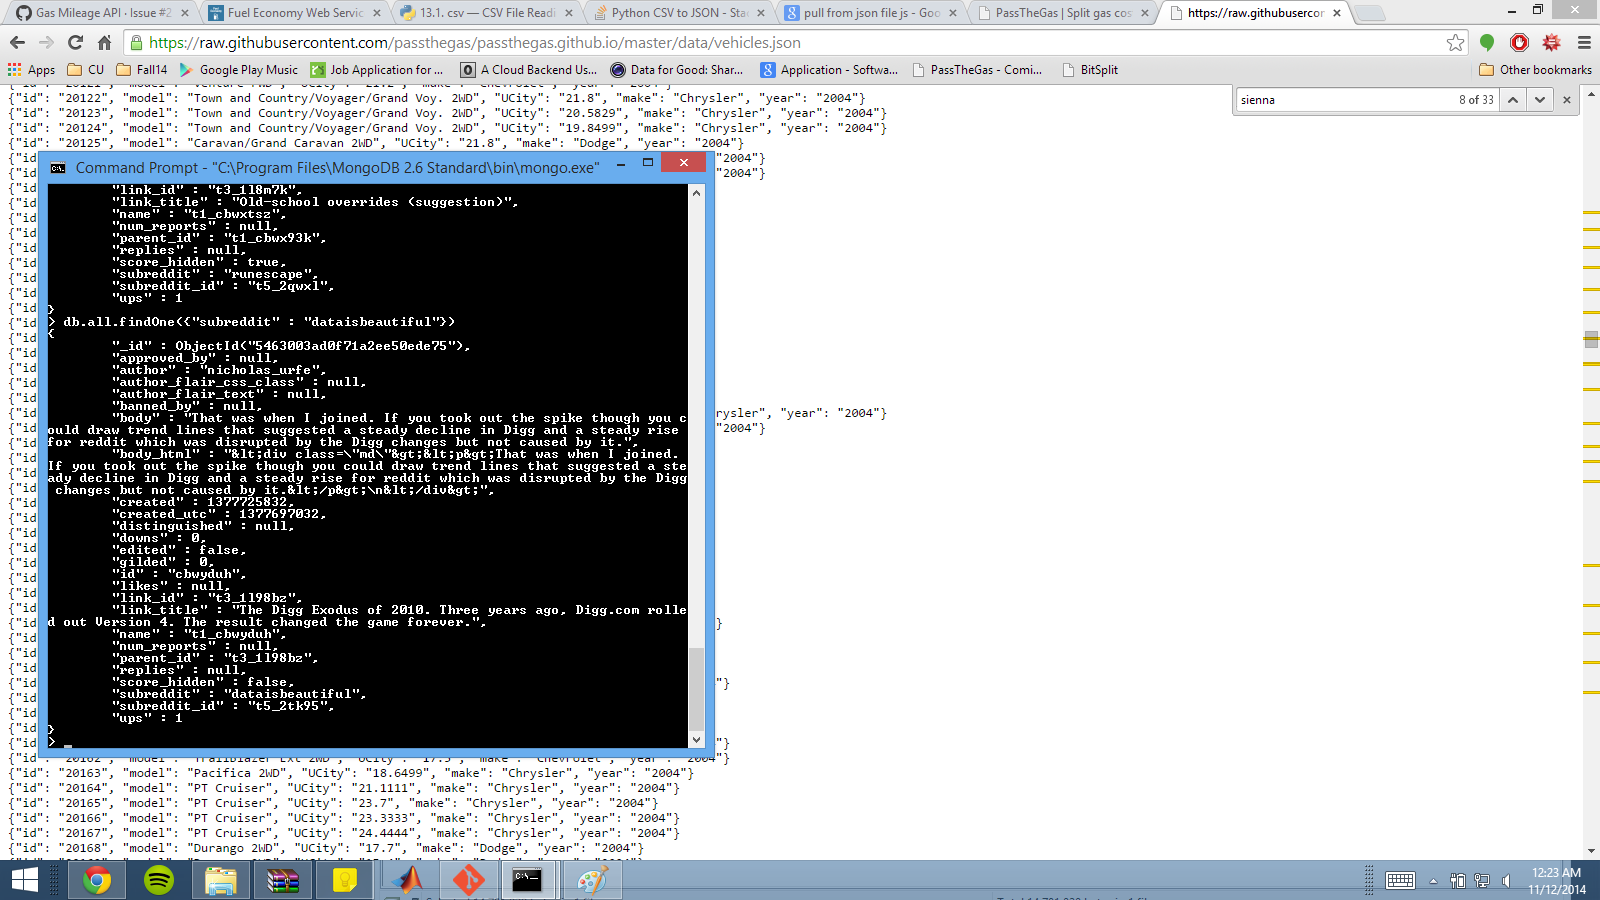 Gas Mileage API · Issue #2
Fuel Economy Web Servic
13.1. csv — CSV File Readi
Python CSV to JSON - Stac
pull from json file js - Goo
PassTheGas | Split gas cos
https://raw.githubusercon
https://raw.githubusercontent.com/passthegas/passthegas.github.io/master/data/vehicles.json
Apps CU Fall14 Google Play Music Job Application for ... A Cloud Backend Us... Data for Good: Shar... Application - Softwa... PassTheGas - Comi... BitSplit Other bookmarks
sienna 8 of 33
{"id": "20122", "model": "Town and Country/Voyager/Grand Voy. 2WD", "UCity": "21.8", "make": "Chrysler", "year": "2004"}
{"id": "20123", "model": "Town and Country/Voyager/Grand Voy. 2WD", "UCity": "20.5829", "make": "Chrysler", "year": "2004"}
{"id": "20124", "model": "Town and Country/Voyager/Grand Voy. 2WD", "UCity": "19.8499", "make": "Chrysler", "year": "2004"}
{"id": "20125", "model": "Caravan/Grand Caravan 2WD", "UCity": "21.8", "make": "Dodge", "year": "2004"}
"2004"}
"2004"}
Command Prompt - "C:\Program Files\MongoDB 2.6 Standard\bin\mongo.exe"
"link_id" : "t3_1l8m7k",
"link_title" : "Old-school overrides (suggestion)",
"name" : "t1_cbwxtsz",
"num_reports" : null,
"parent_id" : "t1_cbwx93k",
"replies" : null,
"score_hidden" : true,
"subreddit" : "runescape",
"subreddit_id" : "t5_2qwxl",
"ups" : 1
}
> db.all.findOne({"subreddit" : "dataisbeautiful"})
{
"_id" : ObjectId("5463003ad0f71a2ee50ede75"),
"approved_by" : null,
"author" : "nicholas_urfe",
"author_flair_css_class" : null,
"author_flair_text" : null,
"banned_by" : null,
"body" : "That was when I joined. If you took out the spike though you c
ould draw trend lines that suggested a steady decline in Digg and a steady rise
for reddit which was disrupted by the Digg changes but not caused by it.",
"body_html" : "&lt;div class=\"md\"&gt;&lt;p&gt;That was when I joined.
If you took out the spike though you could draw trend lines that suggested a ste
ady decline in Digg and a steady rise for reddit which was disrupted by the Digg
changes but not caused by it.&lt;/p&gt;\n&lt;/div&gt;",
"created" : 1377725832,
"created_utc" : 1377697032,
"distinguished" : null,
"downs" : 0,
"edited" : false,
"gilded" : 0,
"id" : "cbwyduh",
"likes" : null,
"link_id" : "t3_1l98bz",
"link_title" : "The Digg Exodus of 2010. Three years ago, Digg.com rolle
d out Version 4. The result changed the game forever.",
"name" : "t1_cbwyduh",
"num_reports" : null,
"parent_id" : "t3_1l98bz",
"replies" : null,
"score_hidden" : false,
"subreddit" : "dataisbeautiful",
"subreddit_id" : "t5_2tk95",
"ups" : 1
}
>
rysler", "year": "2004"}
"2004"}
{"id": "20163", "model": "Pacifica 2WD", "UCity": "18.6499", "make": "Chrysler", "year": "2004"}
{"id": "20164", "model": "PT Cruiser", "UCity": "21.1111", "make": "Chrysler", "year": "2004"}
{"id": "20165", "model": "PT Cruiser", "UCity": "23.7", "make": "Chrysler", "year": "2004"}
{"id": "20166", "model": "PT Cruiser", "UCity": "23.3333", "make": "Chrysler", "year": "2004"}
{"id": "20167", "model": "PT Cruiser", "UCity": "24.4444", "make": "Chrysler", "year": "2004"}
{"id": "20168", "model": "Durango 2WD", "UCity": "17.7", "make": "Dodge", "year": "2004"}
12:23 AM
11/12/2014